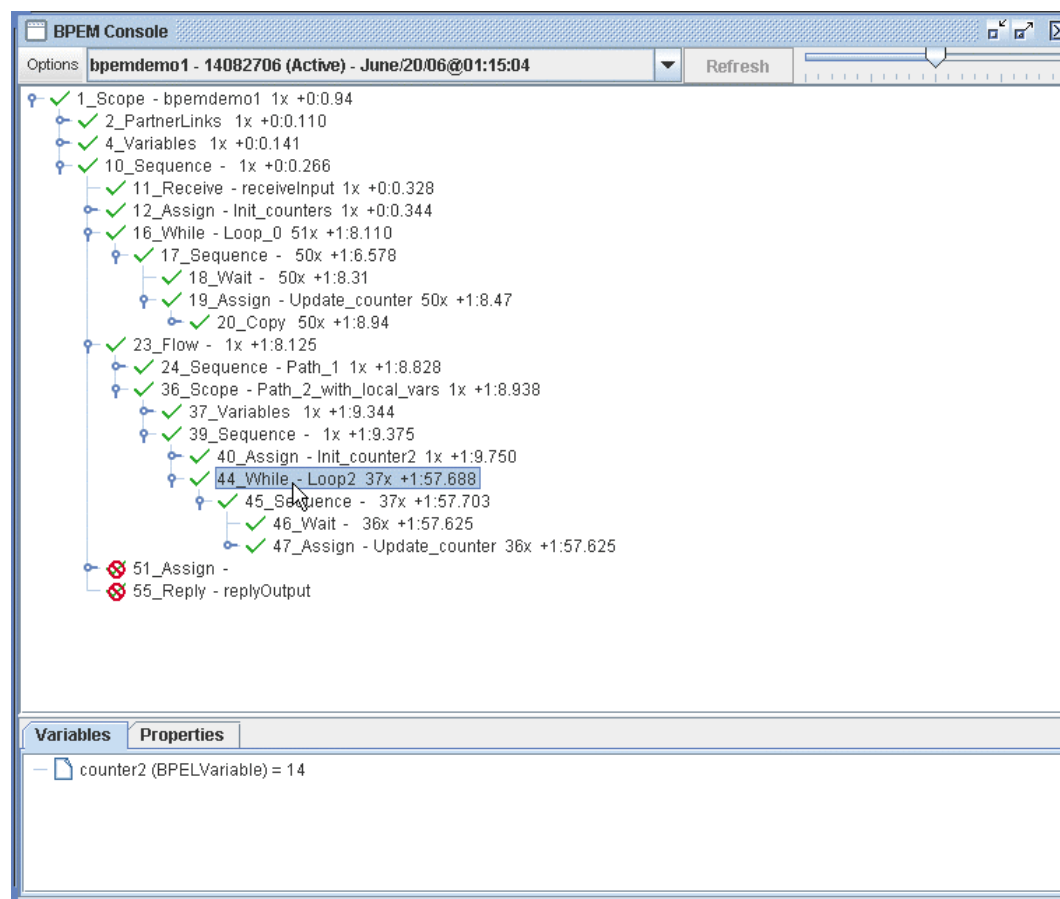 BPEM Console
Options bpemdemo1 - 14082706 (Active) - June/20/06@01:15:04 Refresh
1_Scope - bpemdemo1 1x +0:0.94
2_PartnerLinks 1x +0:0.110
4_Variables 1x +0:0.141
10_Sequence - 1x +0:0.266
11_Receive - receiveInput 1x +0:0.328
12_Assign - Init_counters 1x +0:0.344
16_While - Loop_0 51x +1:8.110
17_Sequence - 50x +1:6.578
18_Wait - 50x +1:8.31
19_Assign - Update_counter 50x +1:8.47
20_Copy 50x +1:8.94
23_Flow - 1x +1:8.125
24_Sequence - Path_1 1x +1:8.828
36_Scope - Path_2_with_local_vars 1x +1:8.938
37_Variables 1x +1:9.344
39_Sequence - 1x +1:9.375
40_Assign - Init_counter2 1x +1:9.750
44_While - Loop2 37x +1:57.688
45_Sequence - 37x +1:57.703
46_Wait - 36x +1:57.625
47_Assign - Update_counter 36x +1:57.625
51_Assign -
55_Reply - replyOutput
Variables Properties
counter2 (BPELVariable) = 14